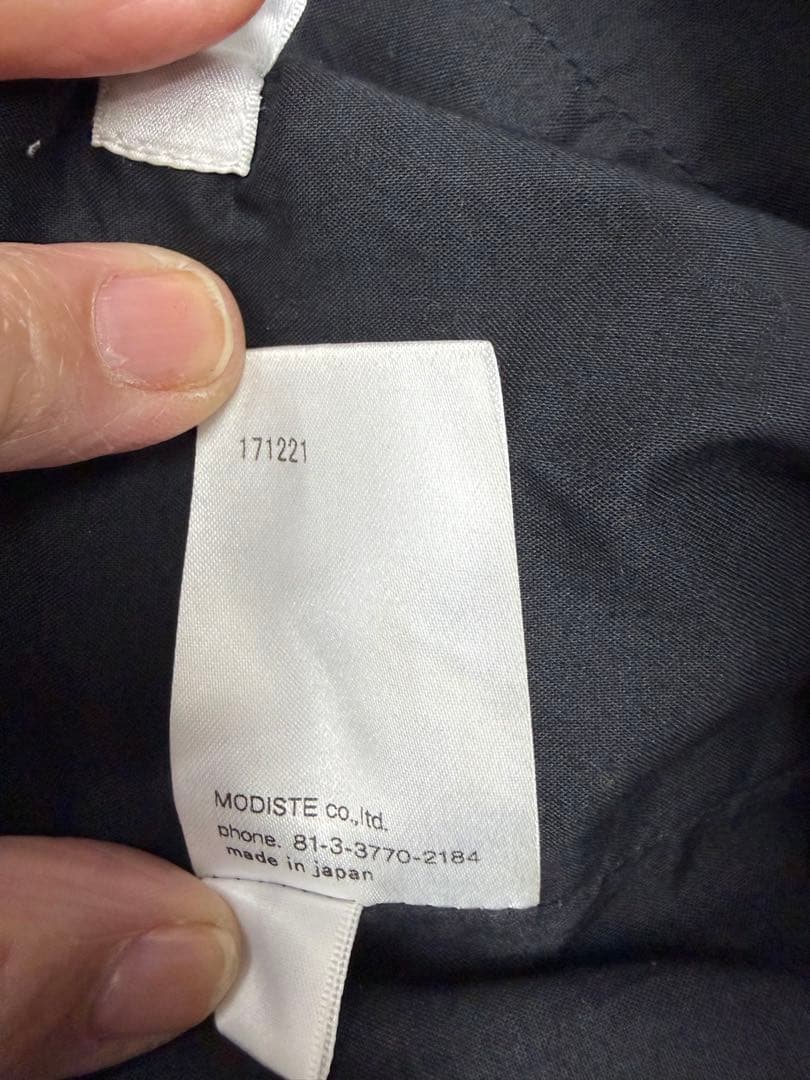 171221
MODISTE co.,ltd.
phone. 81-3-3770-2184
made in japan